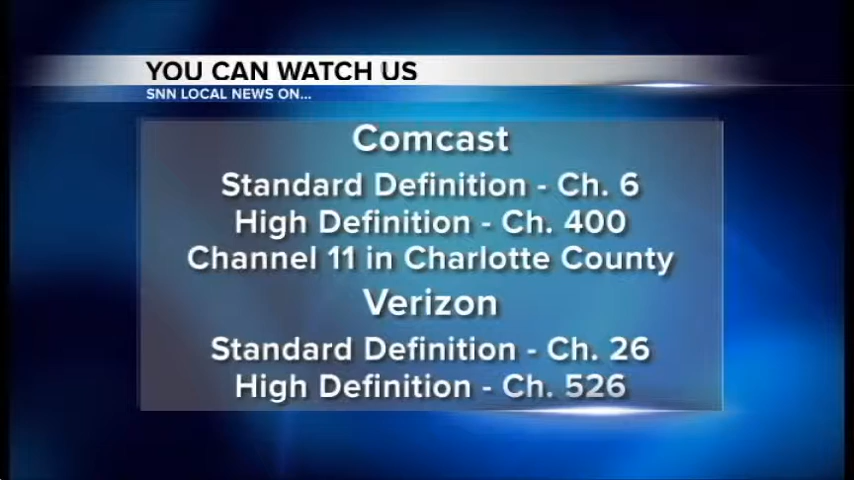 YOU CAN WATCH US
SNN LOCAL NEWS ON...
Comcast
Standard Definition - Ch. 6
High Definition - Ch. 400
Channel 11 in Charlotte County
Verizon
Standard Definition - Ch. 26
High Definition - Ch. 526